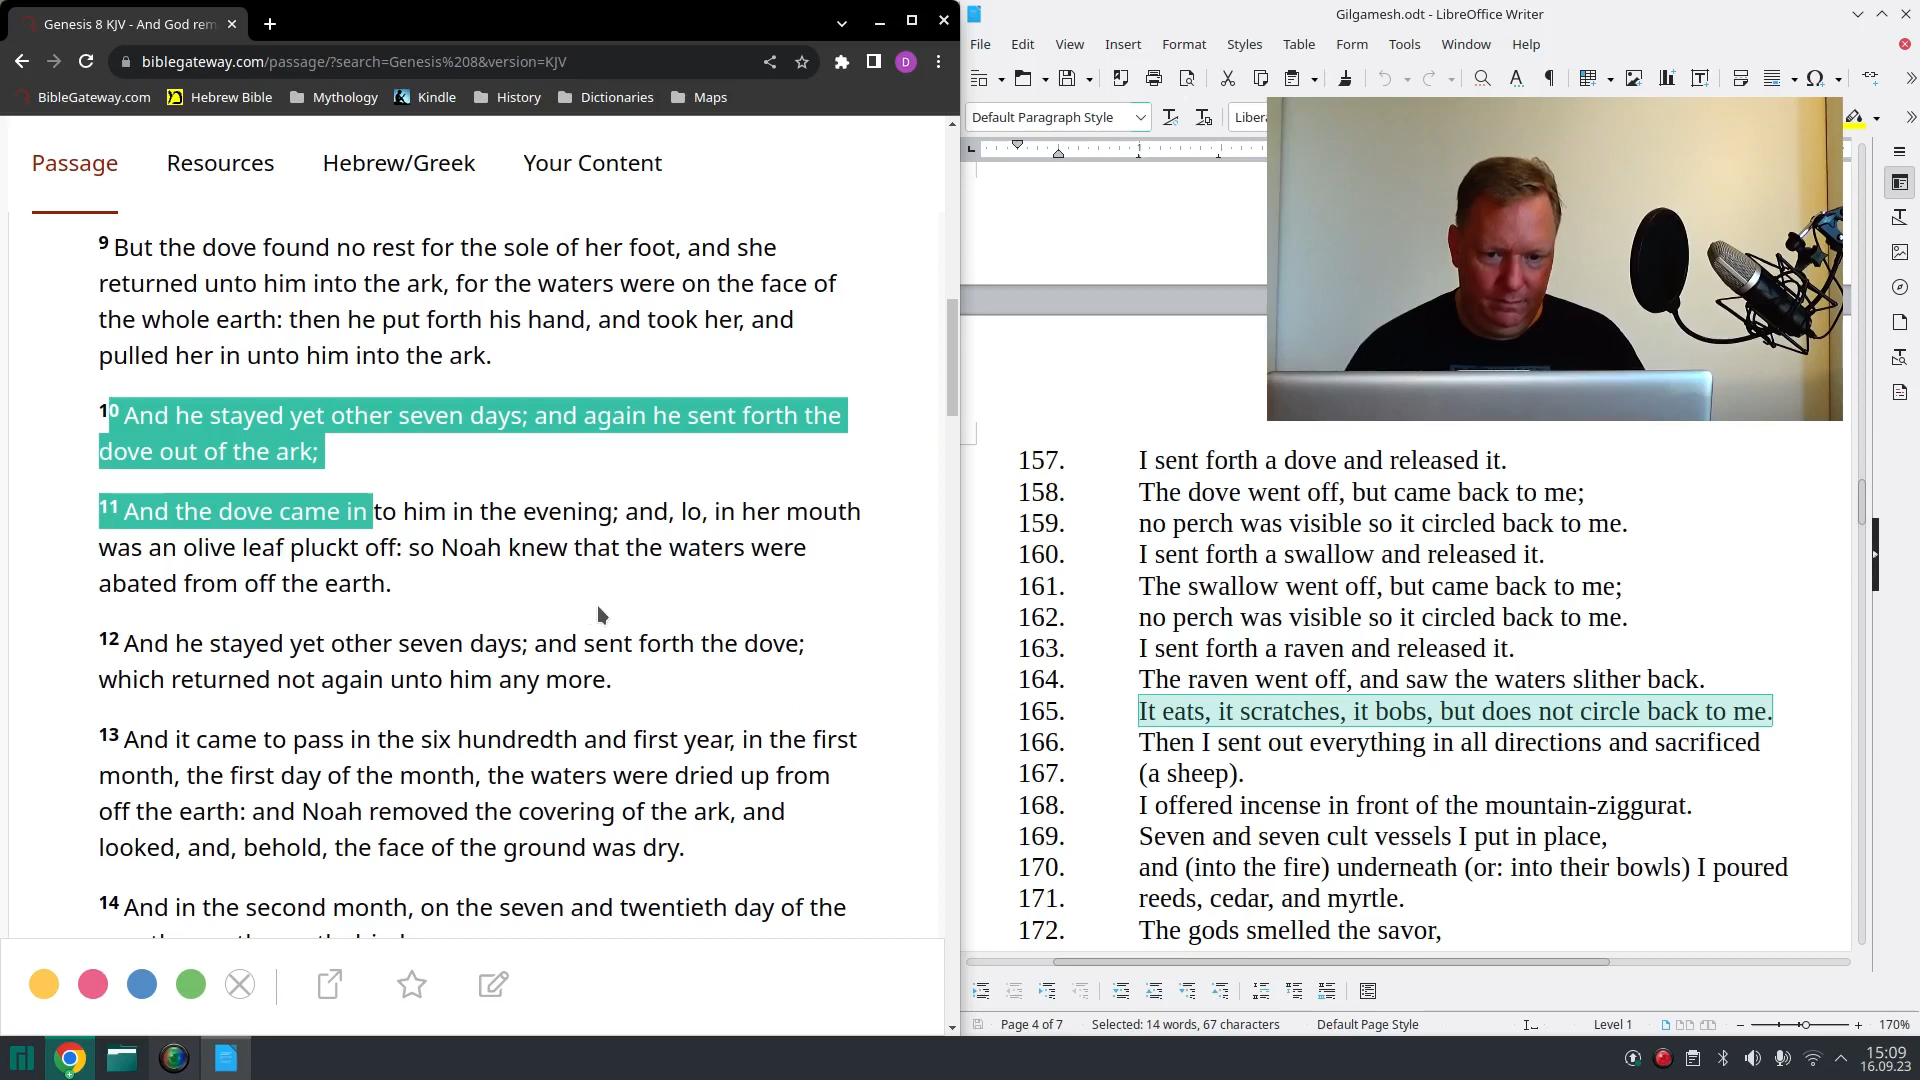 Genesis 8 KJV - And God rem
biblegateway.com/passage/?search=Genesis%208&version=KJV
D
BibleGateway.com
Hebrew Bible
Mythology
Kindle
History
Dictionaries
Maps
Passage
Resources
Hebrew/Greek
Your Content
9 But the dove found no rest for the sole of her foot, and she
returned unto him into the ark, for the waters were on the face of
the whole earth: then he put forth his hand, and took her, and
pulled her in unto him into the ark.
10 And he stayed yet other seven days; and again he sent forth the
dove out of the ark;
11 And the dove came in to him in the evening; and, lo, in her mouth
was an olive leaf pluckt off: so Noah knew that the waters were
abated from off the earth.
12 And he stayed yet other seven days; and sent forth the dove;
which returned not again unto him any more.
13 And it came to pass in the six hundredth and first year, in the first
month, the first day of the month, the waters were dried up from
off the earth: and Noah removed the covering of the ark, and
looked, and, behold, the face of the ground was dry.
14 And in the second month, on the seven and twentieth day of the
Gilgamesh.odt - LibreOffice Writer
File
Edit
View
Insert
Format
Styles
Table
Form
Tools
Window
Help
Default Paragraph Style
Libera
1
157. I sent forth a dove and released it.
158. The dove went off, but came back to me;
159. no perch was visible so it circled back to me.
160. I sent forth a swallow and released it.
161. The swallow went off, but came back to me;
162. no perch was visible so it circled back to me.
163. I sent forth a raven and released it.
164. The raven went off, and saw the waters slither back.
165. It eats, it scratches, it bobs, but does not circle back to me.
166. Then I sent out everything in all directions and sacrificed
167. (a sheep).
168. I offered incense in front of the mountain-ziggurat.
169. Seven and seven cult vessels I put in place,
170. and (into the fire) underneath (or: into their bowls) I poured
171. reeds, cedar, and myrtle.
172. The gods smelled the savor,
Page 4 of 7
Selected: 14 words, 67 characters
Default Page Style
Level 1
170%
15:09
16.09.23